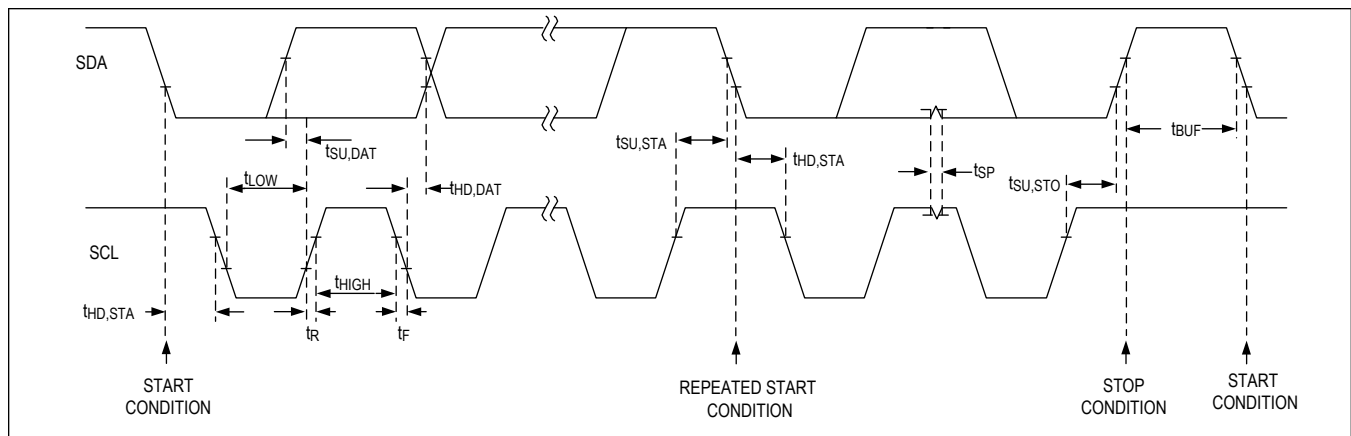 SDA
tSU,DAT
tLOW
tHD,DAT
tSU,STA
tHD,STA
tSP
tSU,STO
tBUF
SCL
tHIGH
tHD,STA
tR
tF
START
CONDITION
REPEATED START
CONDITION
STOP
CONDITION
START
CONDITION